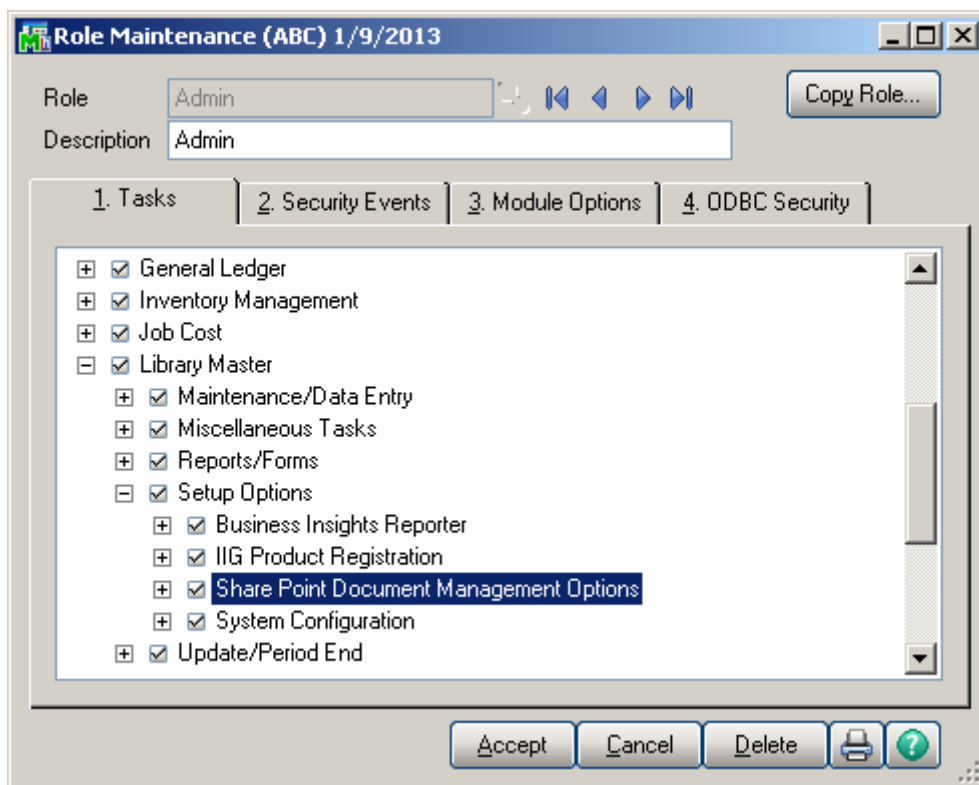 Role Maintenance (ABC) 1/9/2013
Role Admin Copy Role...
Description Admin
1. Tasks 2. Security Events 3. Module Options 4. ODBC Security
General Ledger
Inventory Management
Job Cost
Library Master
Maintenance/Data Entry
Miscellaneous Tasks
Reports/Forms
Setup Options
Business Insights Reporter
IIG Product Registration
Share Point Document Management Options
System Configuration
Update/Period End
Accept Cancel Delete ?